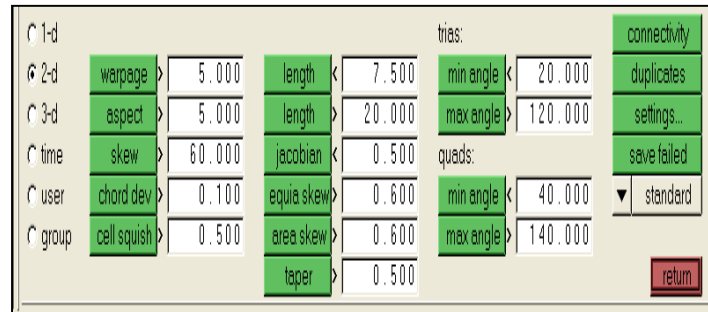 1-d trias: connectivity
2-d warpage > 5.000 length < 7.500 min angle < 20.000 duplicates
3-d aspect > 5.000 length > 20.000 max angle > 120.000 settings...
time skew > 60.000 jacobian < 0.500 quads: save failed
user chord dev > 0.100 equia skew > 0.600 min angle < 40.000 ▼ standard
group cell squish > 0.500 area skew > 0.600 max angle > 140.000
taper > 0.500 return